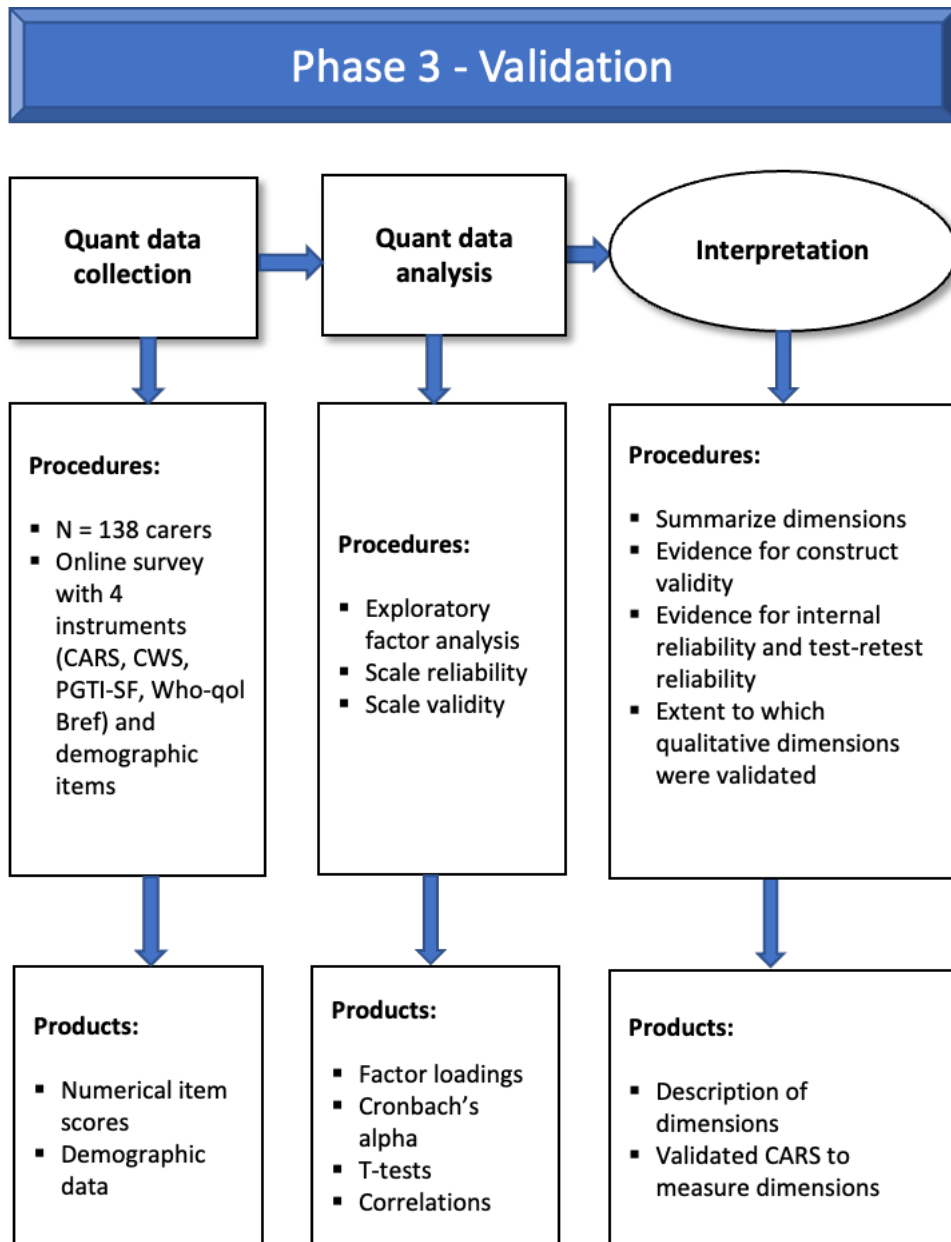 Phase 3 - Validation
Quant data
collection
Quant data
analysis
Interpretation
Procedures:
▪ N = 138 carers
▪ Online survey
with 4
instruments
(CARS, CWS,
PGTI-SF, Who-qol
Bref) and
demographic
items
Procedures:
▪ Exploratory
factor analysis
▪ Scale reliability
▪ Scale validity
Procedures:
▪ Summarize dimensions
▪ Evidence for construct
validity
▪ Evidence for internal
reliability and test-retest
reliability
▪ Extent to which
qualitative dimensions
were validated
Products:
▪ Numerical item
scores
▪ Demographic
data
Products:
▪ Factor loadings
▪ Cronbach’s
alpha
▪ T-tests
▪ Correlations
Products:
▪ Description of
dimensions
▪ Validated CARS to
measure dimensions